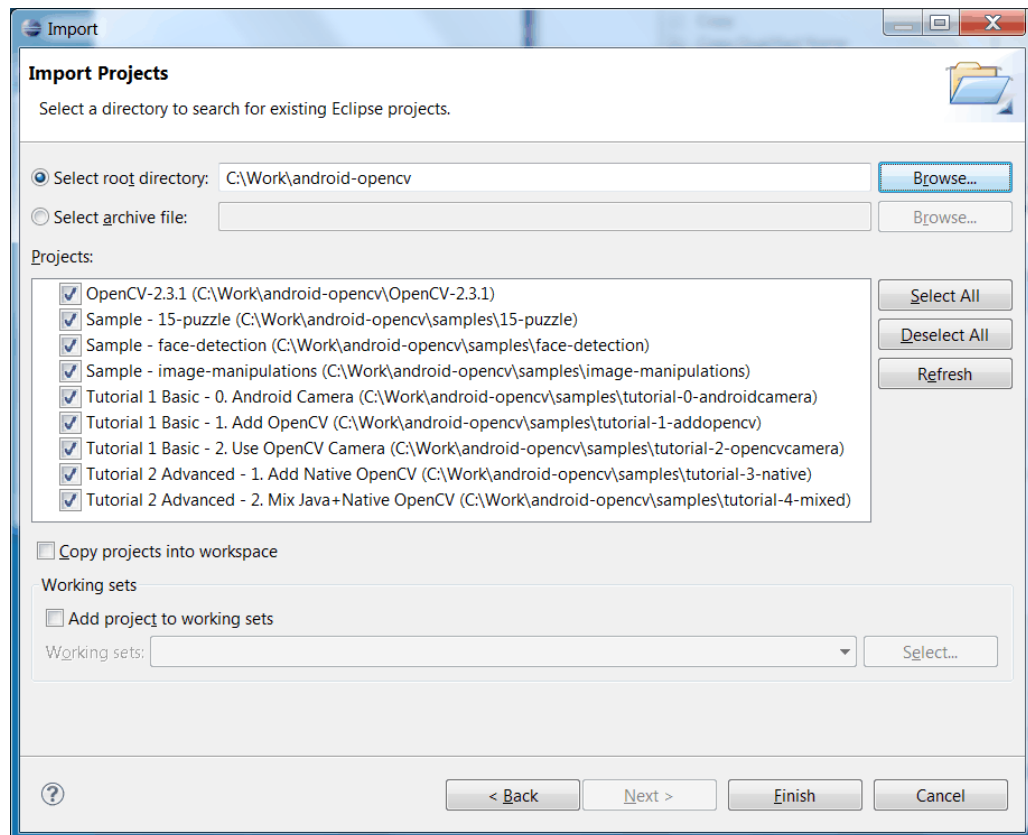 Import
Import Projects
Select a directory to search for existing Eclipse projects.
Select root directory: C:\Work\android-opencv Browse...
Select archive file: Browse...
Projects:
OpenCV-2.3.1 (C:\Work\android-opencv\OpenCV-2.3.1)
Sample - 15-puzzle (C:\Work\android-opencv\samples\15-puzzle)
Sample - face-detection (C:\Work\android-opencv\samples\face-detection)
Sample - image-manipulations (C:\Work\android-opencv\samples\image-manipulations)
Tutorial 1 Basic - 0. Android Camera (C:\Work\android-opencv\samples\tutorial-0-androidcamera)
Tutorial 1 Basic - 1. Add OpenCV (C:\Work\android-opencv\samples\tutorial-1-addopencv)
Tutorial 1 Basic - 2. Use OpenCV Camera (C:\Work\android-opencv\samples\tutorial-2-opencvcamera)
Tutorial 2 Advanced - 1. Add Native OpenCV (C:\Work\android-opencv\samples\tutorial-3-native)
Tutorial 2 Advanced - 2. Mix Java+Native OpenCV (C:\Work\android-opencv\samples\tutorial-4-mixed)
Select All
Deselect All
Refresh
Copy projects into workspace
Working sets
Add project to working sets
Working sets: Select...
? < Back Next > Finish Cancel